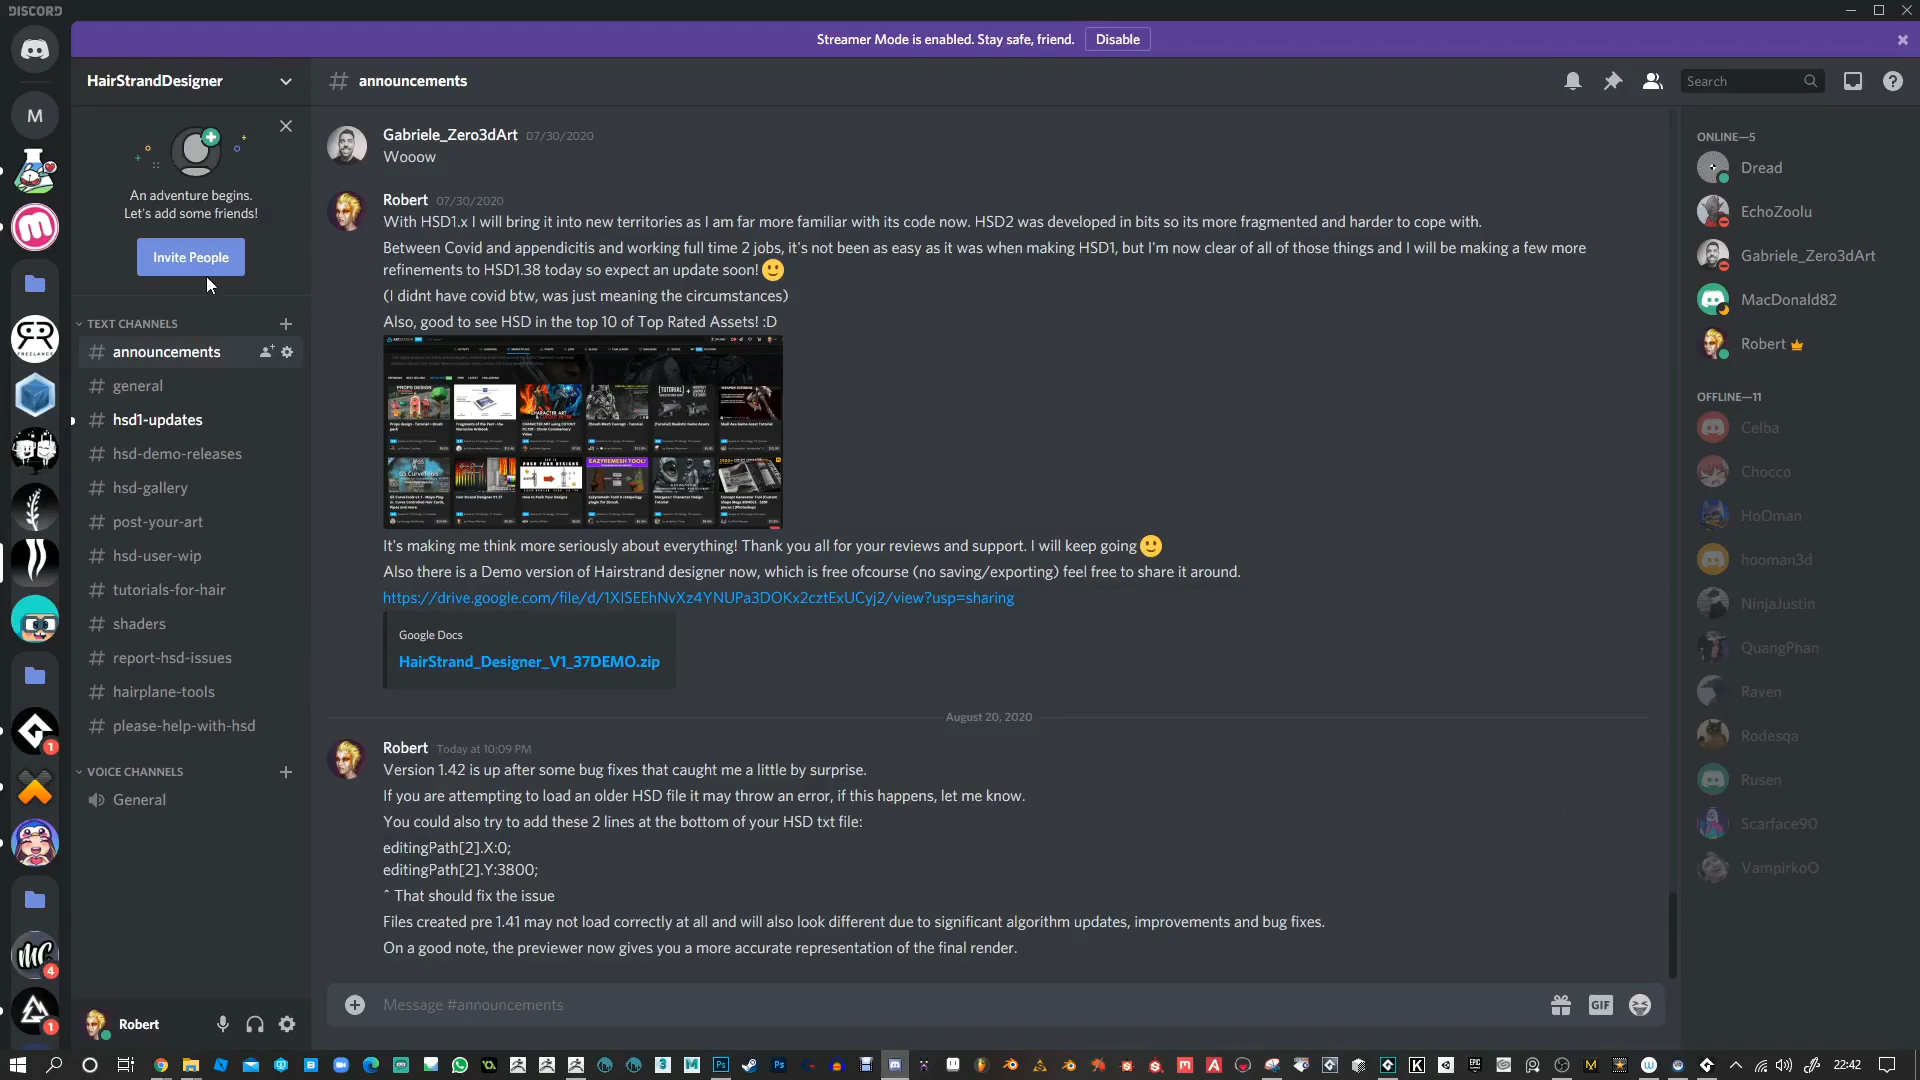 DISCORD
Streamer Mode is enabled. Stay safe, friend.
Disable
HairStrandDesigner
announcements
Search
M
An adventure begins.
Let's add some friends!
Invite People
TEXT CHANNELS
announcements
general
hsd1-updates
hsd-demo-releases
hsd-gallery
post-your-art
hsd-user-wip
tutorials-for-hair
shaders
report-hsd-issues
hairplane-tools
please-help-with-hsd
VOICE CHANNELS
General
Robert
Gabriele_Zero3dArt 07/30/2020
Wooow
Robert 07/30/2020
With HSD1.x I will bring it into new territories as I am far more familiar with its code now. HSD2 was developed in bits so its more fragmented and harder to cope with.
Between Covid and appendicitis and working full time 2 jobs, it's not been as easy as it was when making HSD1, but I'm now clear of all of those things and I will be making a few more
refinements to HSD1.38 today so expect an update soon! 🙂
(I didnt have covid btw, was just meaning the circumstances)
Also, good to see HSD in the top 10 of Top Rated Assets! :D
It's making me think more seriously about everything! Thank you all for your reviews and support. I will keep going 🙂
Also there is a Demo version of Hairstrand designer now, which is free ofcourse (no saving/exporting) feel free to share it around.
https://drive.google.com/file/d/1XISEEhNvXz4YNUPa3DOKx2cztExUCyj2/view?usp=sharing
Google Docs
HairStrand_Designer_V1_37DEMO.zip
August 20, 2020
Robert Today at 10:09 PM
Version 1.42 is up after some bug fixes that caught me a little by surprise.
If you are attempting to load an older HSD file it may throw an error, if this happens, let me know.
You could also try to add these 2 lines at the bottom of your HSD txt file:
editingPath[2].X:0;
editingPath[2].Y:3800;
^ That should fix the issue
Files created pre 1.41 may not load correctly at all and will also look different due to significant algorithm updates, improvements and bug fixes.
On a good note, the previewer now gives you a more accurate representation of the final render.
Message #announcements
GIF
ONLINE—5
Dread
EchoZoolu
Gabriele_Zero3dArt
MacDonald82
Robert
OFFLINE—11
Celba
Chocco
HoOman
hooman3d
NinjaJustin
QuangPhan
Raven
Rodesqa
Rusen
Scarface90
VampirkoO
22:42